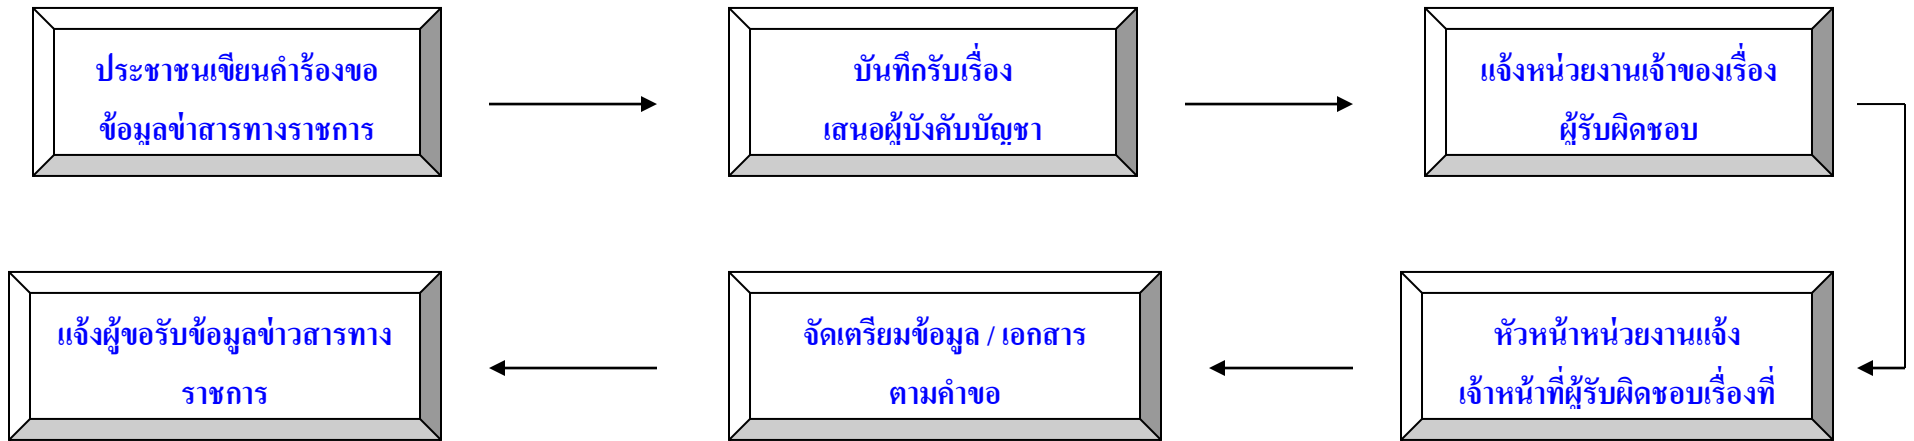 ประชาชนเขียนคำร้องขอ
ข้อมูลข่าสารทางราชการ
บันทึกรับเรื่อง
เสนอผู้บังคับบัญชา
แจ้งหน่วยงานเจ้าของเรื่อง
ผู้รับผิดชอบ
หัวหน้าหน่วยงานแจ้ง
เจ้าหน้าที่ผู้รับผิดชอบเรื่องที่
จัดเตรียมข้อมูล / เอกสาร
ตามคำขอ
แจ้งผู้ขอรับข้อมูลข่าวสารทาง
ราชการ